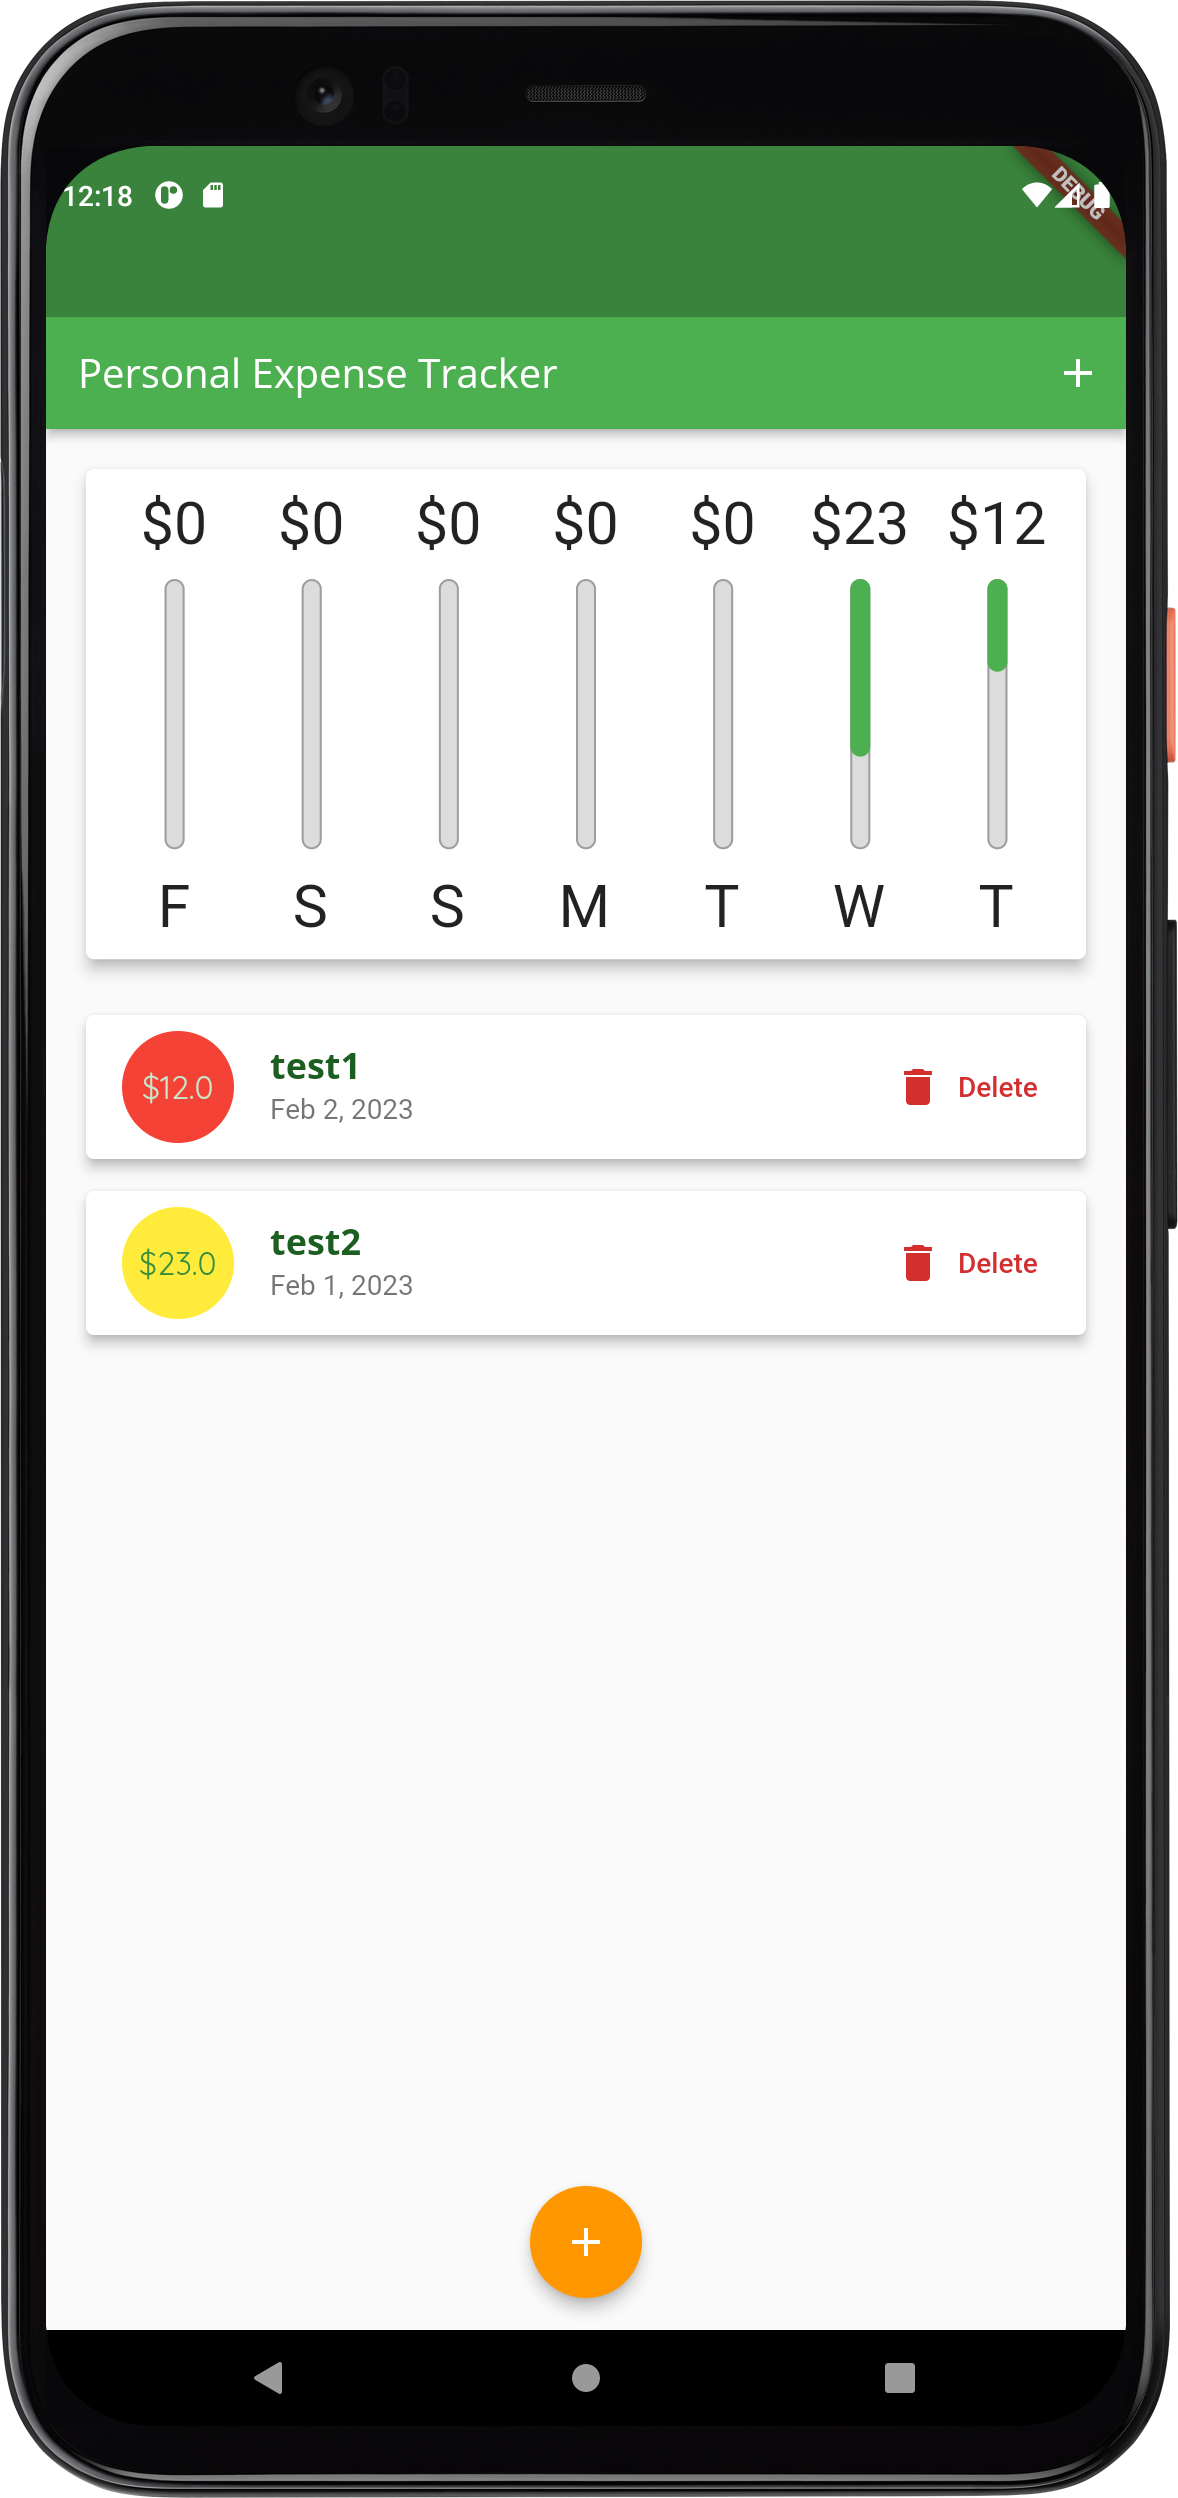 12:18
DEBUG
Personal Expense Tracker +
$0 $0 $0 $0 $0 $23 $12
F S S M T W T
$12.0 test1 Delete
Feb 2, 2023
$23.0 test2 Delete
Feb 1, 2023
+